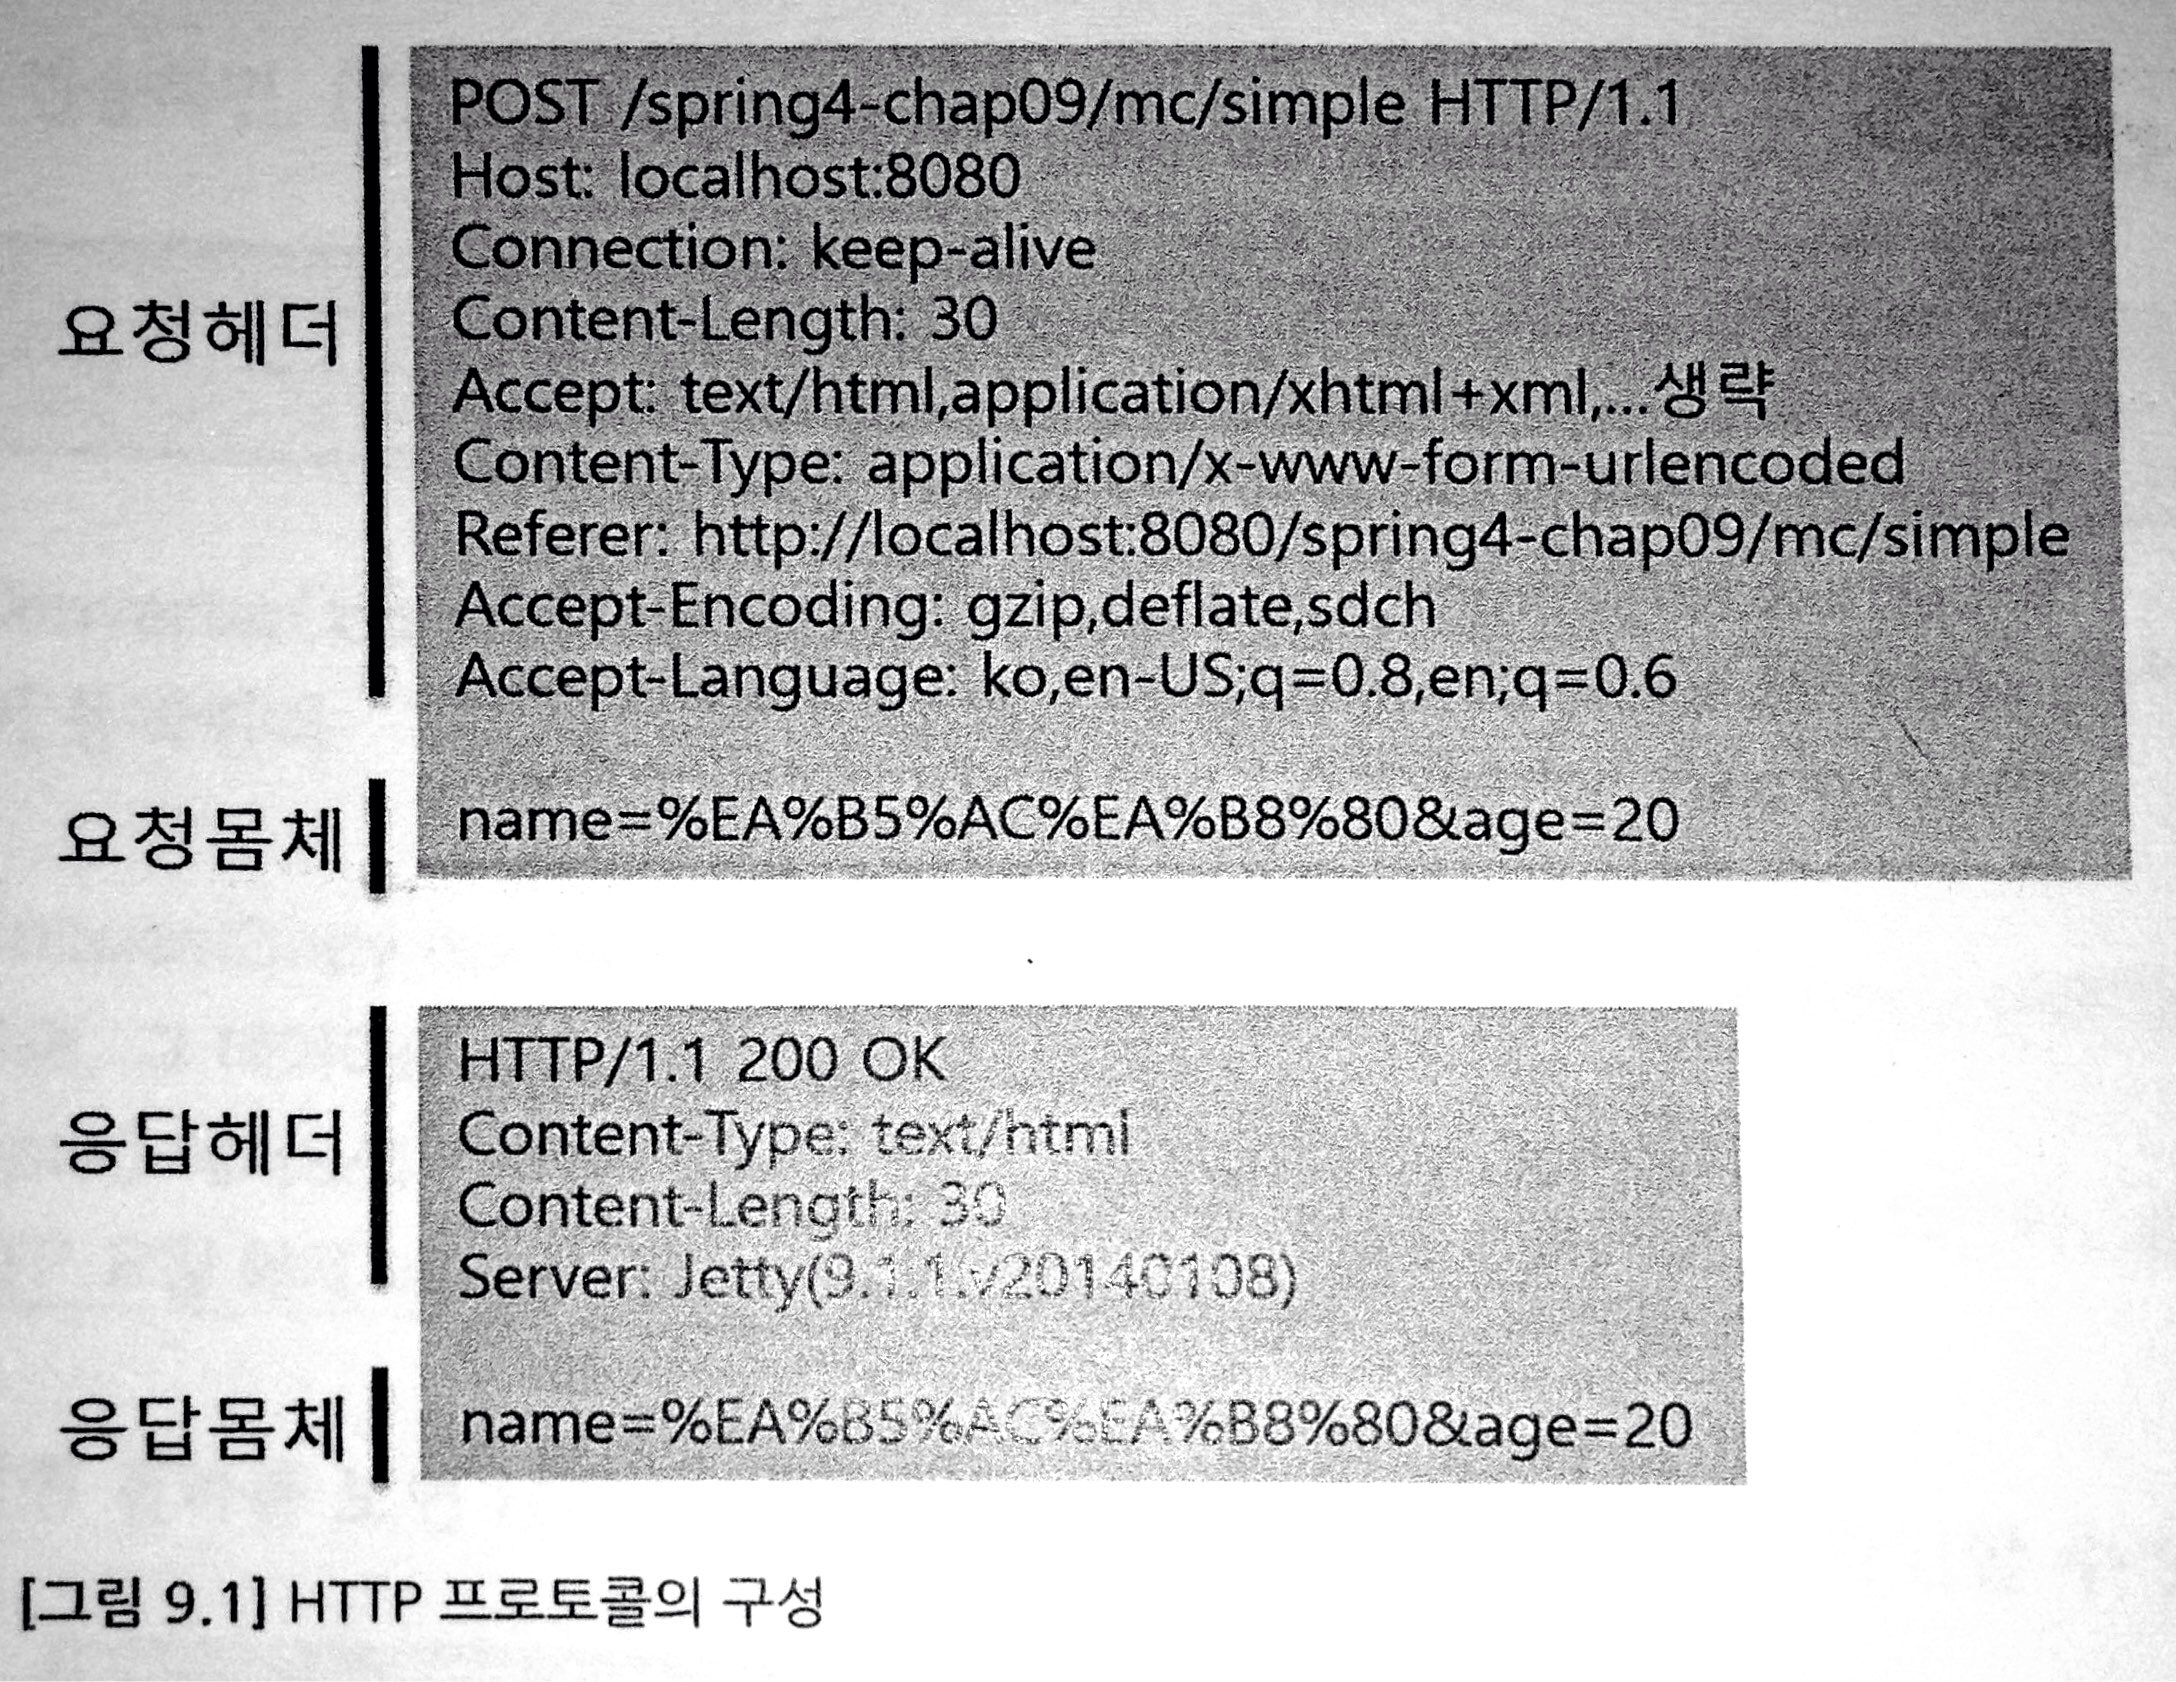 요청헤더
POST /spring4-chap09/mc/simple HTTP/1.1
Host: localhost:8080
Connection: keep-alive
Content-Length: 30
Accept: text/html,application/xhtml+xml,...생략
Content-Type: application/x-www-form-urlencoded
Referer: http://localhost:8080/spring4-chap09/mc/simple
Accept-Encoding: gzip,deflate,sdch
Accept-Language: ko,en-US;q=0.8,en;q=0.6
요청몸체
name=%EA%B5%AC%EA%B8%80&age=20
응답헤더
HTTP/1.1 200 OK
Content-Type: text/html
Content-Length: 30
Server: Jetty(9.1.1.v20140108)
응답몸체
name=%EA%B5%AC%EA%B8%80&age=20
[그림 9.1] HTTP 프로토콜의 구성